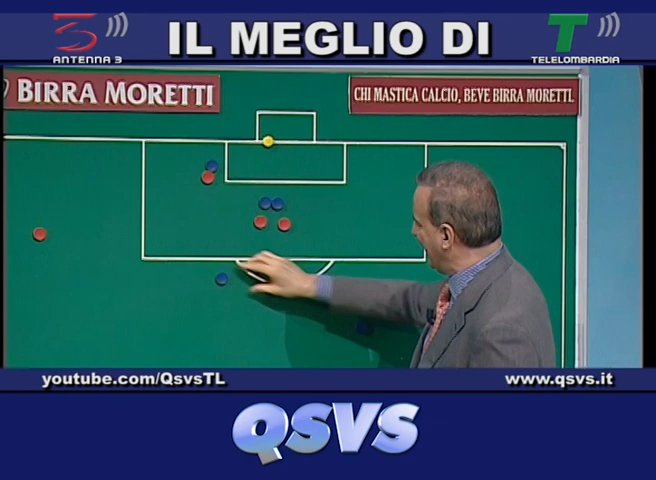 3
ANTENNA 3
IL MEGLIO DI
T
TELELOMBARDIA
BIRRA MORETTI
CHI MASTICA CALCIO, BEVE BIRRA MORETTI.
youtube.com/QsvsTL
www.qsvs.it
QSVS